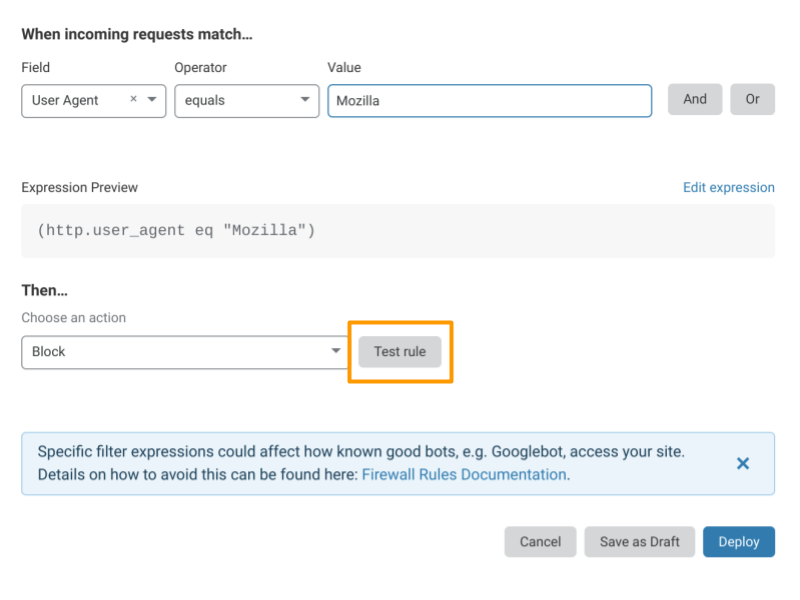 When incoming requests match...
Field Operator Value
User Agent × equals Mozilla And Or
Expression Preview Edit expression
(http.user_agent eq "Mozilla")
Then...
Choose an action
Block Test rule
Specific filter expressions could affect how known good bots, e.g. Googlebot, access your site.
Details on how to avoid this can be found here: Firewall Rules Documentation.
Cancel Save as Draft Deploy